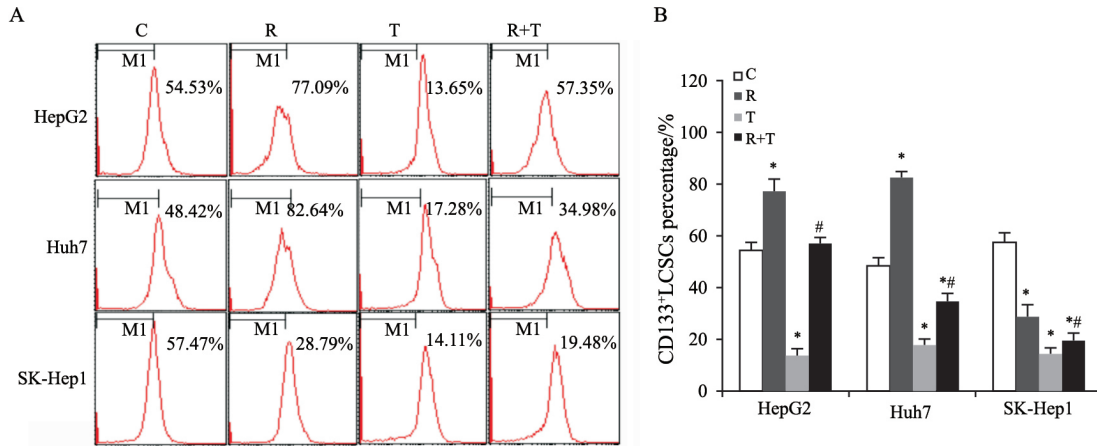 A
C R T R+T
HepG2
M1 54.53%
M1 77.09%
M1 13.65%
M1 57.35%
Huh7
M1 48.42%
M1 82.64%
M1 17.28%
M1 34.98%
SK-Hep1
M1 57.47%
M1 28.79%
M1 14.11%
M1 19.48%
B
CD133+LCSCs percentage/%
120
100
80
60
40
20
0
C
R
T
R+T
* * # * * *# * * *#
HepG2 Huh7 SK-Hep1